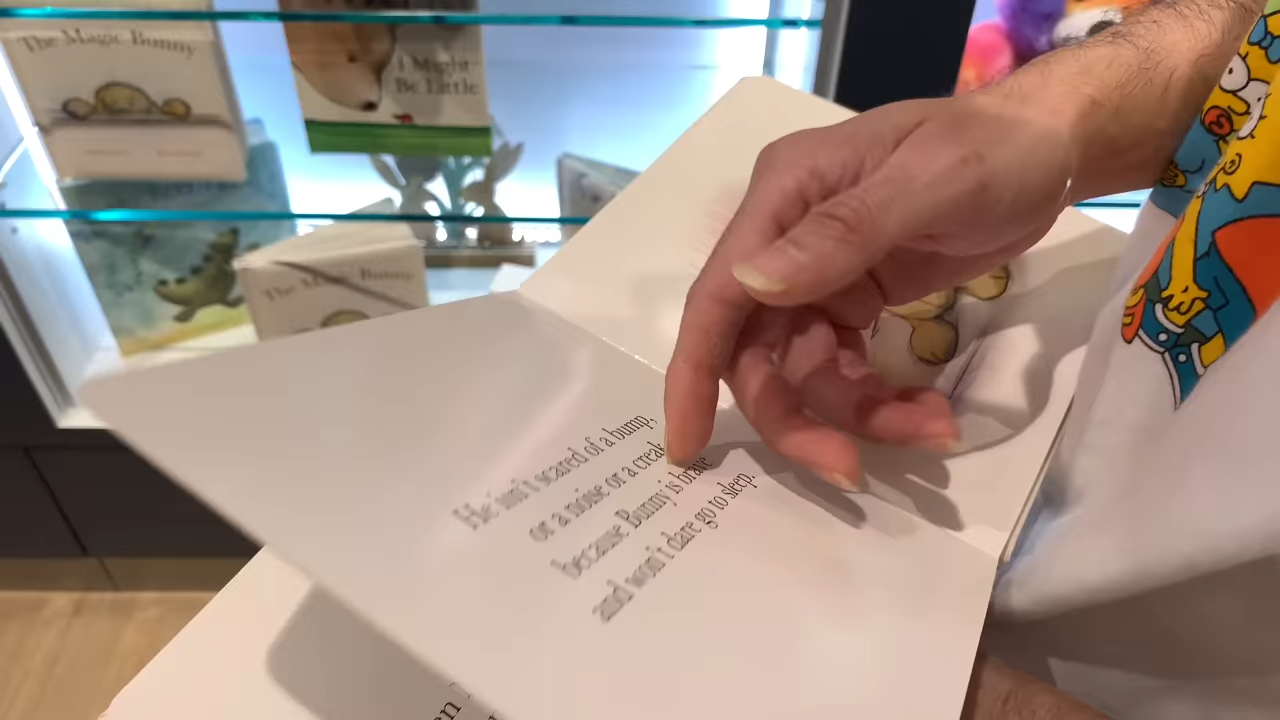 The Magic Bunny
I Might
Be Little
The Magic Bunny
He isn't scared of a bump,
or a noise or a creak
because Bunny is brave
and won't dare go to sleep.